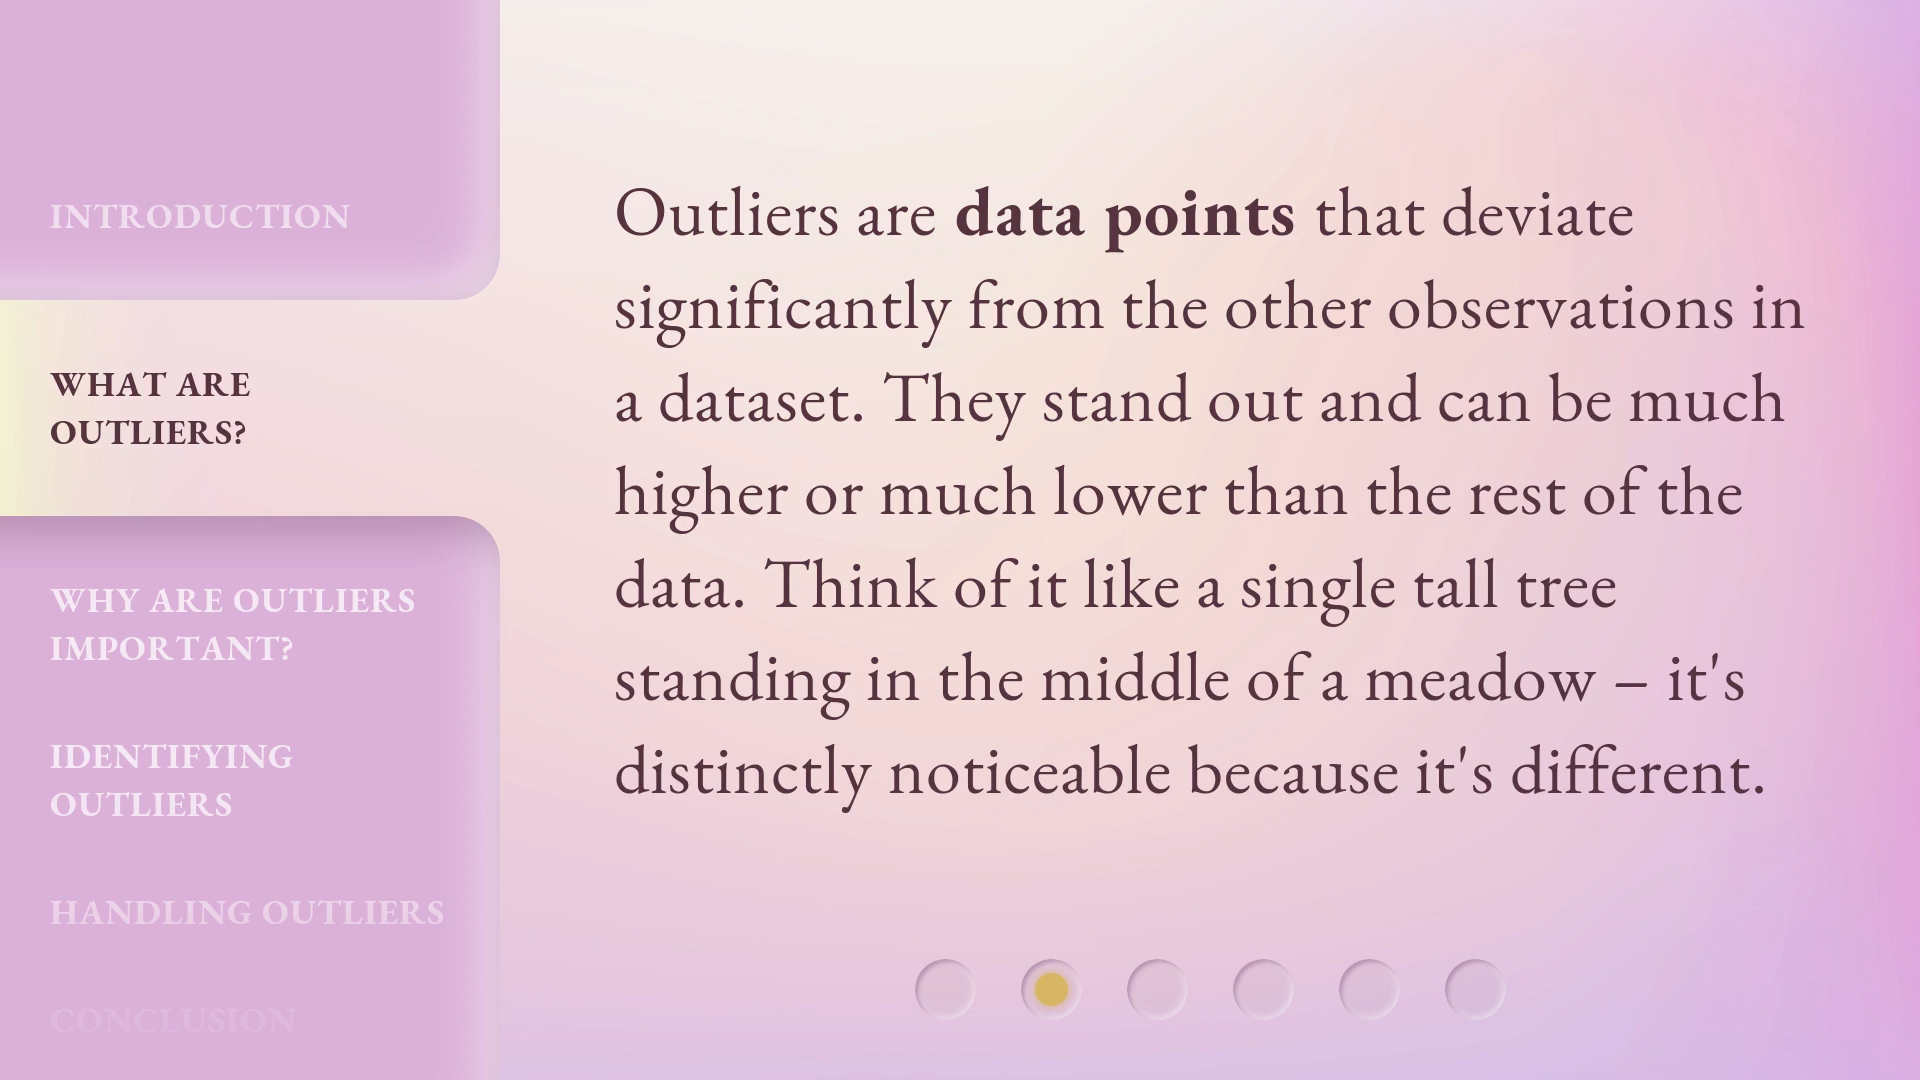 INTRODUCTION
WHAT ARE
OUTLIERS?
WHY ARE OUTLIERS
IMPORTANT?
IDENTIFYING
OUTLIERS
HANDLING OUTLIERS
CONCLUSION
Outliers are data points that deviate
significantly from the other observations in
a dataset. They stand out and can be much
higher or much lower than the rest of the
data. Think of it like a single tall tree
standing in the middle of a meadow – it's
distinctly noticeable because it's different.